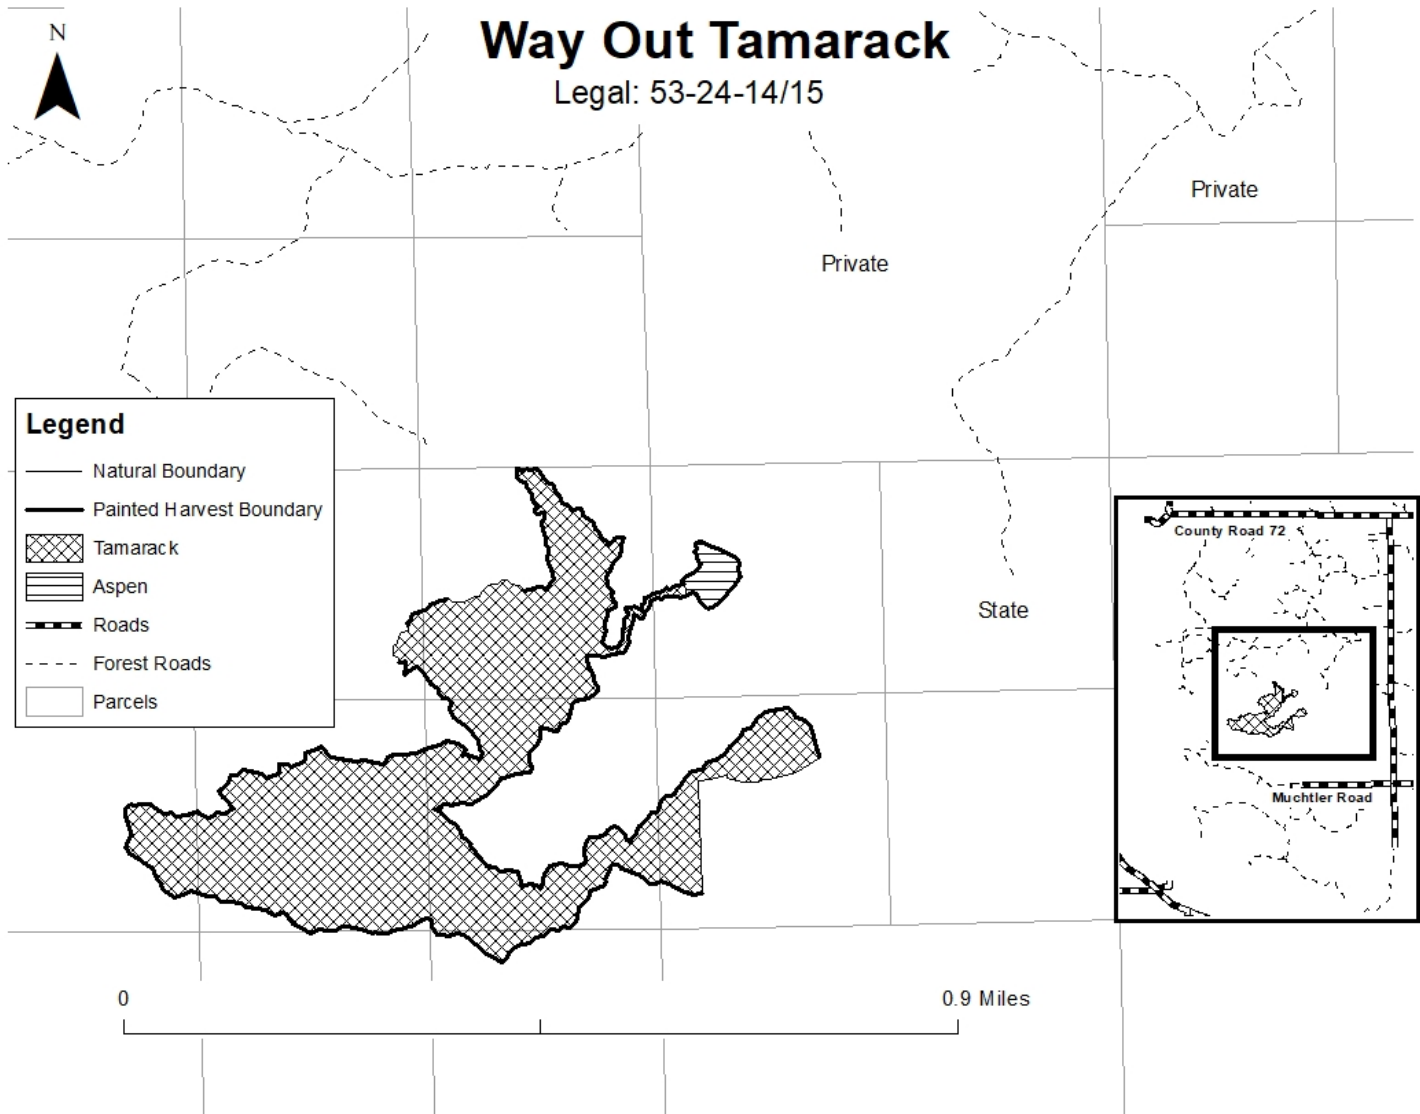 N
Way Out Tamarack
Legal: 53-24-14/15
Private
Private
Legend
Natural Boundary
Painted Harvest Boundary
Tamarack
Aspen
Roads
Forest Roads
Parcels
State
County Road 72
Muchtler Road
0
0.9 Miles